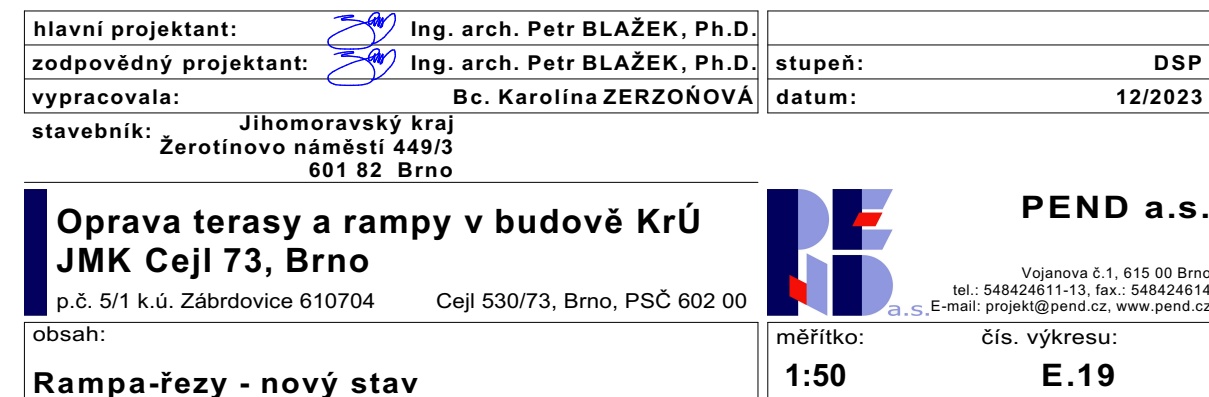 hlavní projektant: Ing. arch. Petr BLAŽEK, Ph.D.
zodpovědný projektant: Ing. arch. Petr BLAŽEK, Ph.D.
stupeň: DSP
vypracovala: Bc. Karolína ZERZOŃOVÁ
datum: 12/2023
stavebník: Jihomoravský kraj
Žerotínovo náměstí 449/3
601 82 Brno
Oprava terasy a rampy v budově KrÚ
JMK Cejl 73, Brno
p.č. 5/1 k.ú. Zábrdovice 610704 Cejl 530/73, Brno, PSČ 602 00
PEND a.s.
PEND a.s.
Vojanova č.1, 615 00 Brno
tel.: 548424611-13, fax.: 548424614
E-mail: projekt@pend.cz, www.pend.cz
obsah:
Rampa-řezy - nový stav
měřítko: čís. výkresu:
1:50 E.19